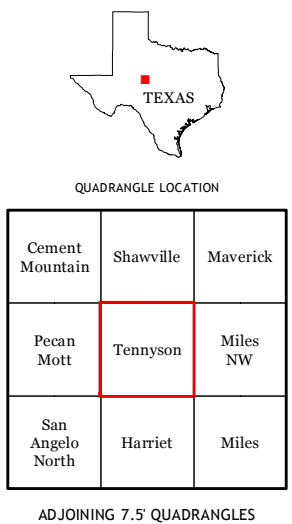 TEXAS
QUADRANGLE LOCATION
Cement
Mountain
Shawville
Maverick
Pecan
Mott
Tennyson
Miles
NW
San
Angelo
North
Harriet
Miles
ADJOINING 7.5' QUADRANGLES